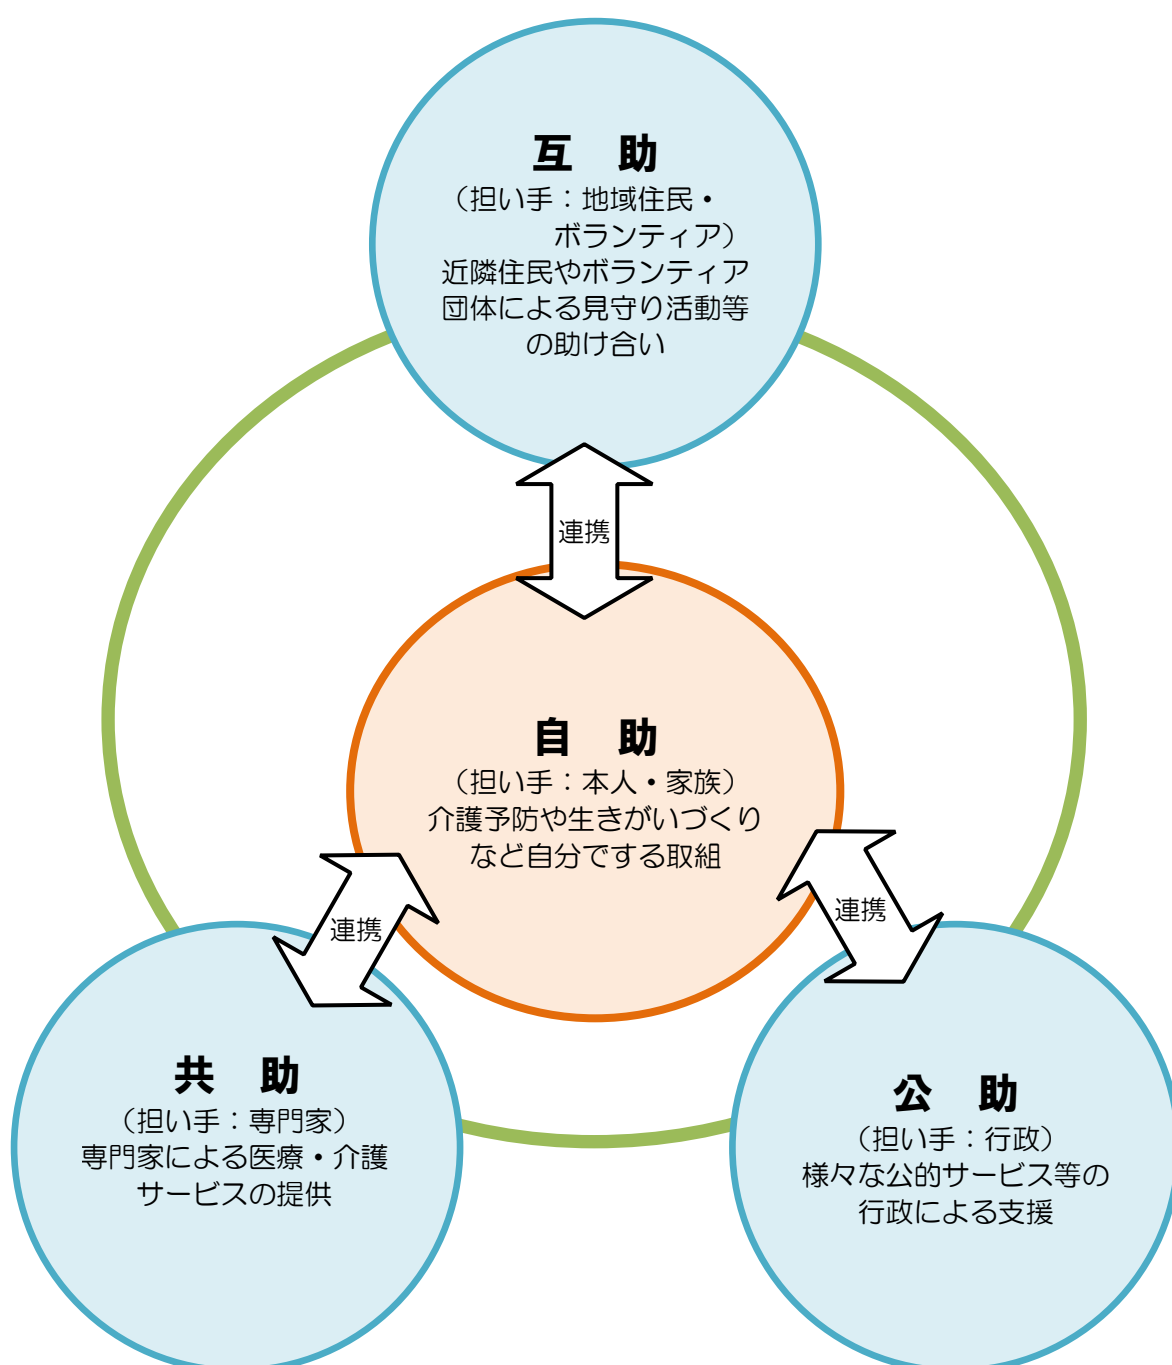 互　助
（担い手：地域住民・
ボランティア）
近隣住民やボランティア
団体による見守り活動等
の助け合い
連携
自　助
（担い手：本人・家族）
介護予防や生きがいづくり
など自分でする取組
連携
連携
共　助
（担い手：専門家）
専門家による医療・介護
サービスの提供
公　助
（担い手：行政）
様々な公的サービス等の
行政による支援